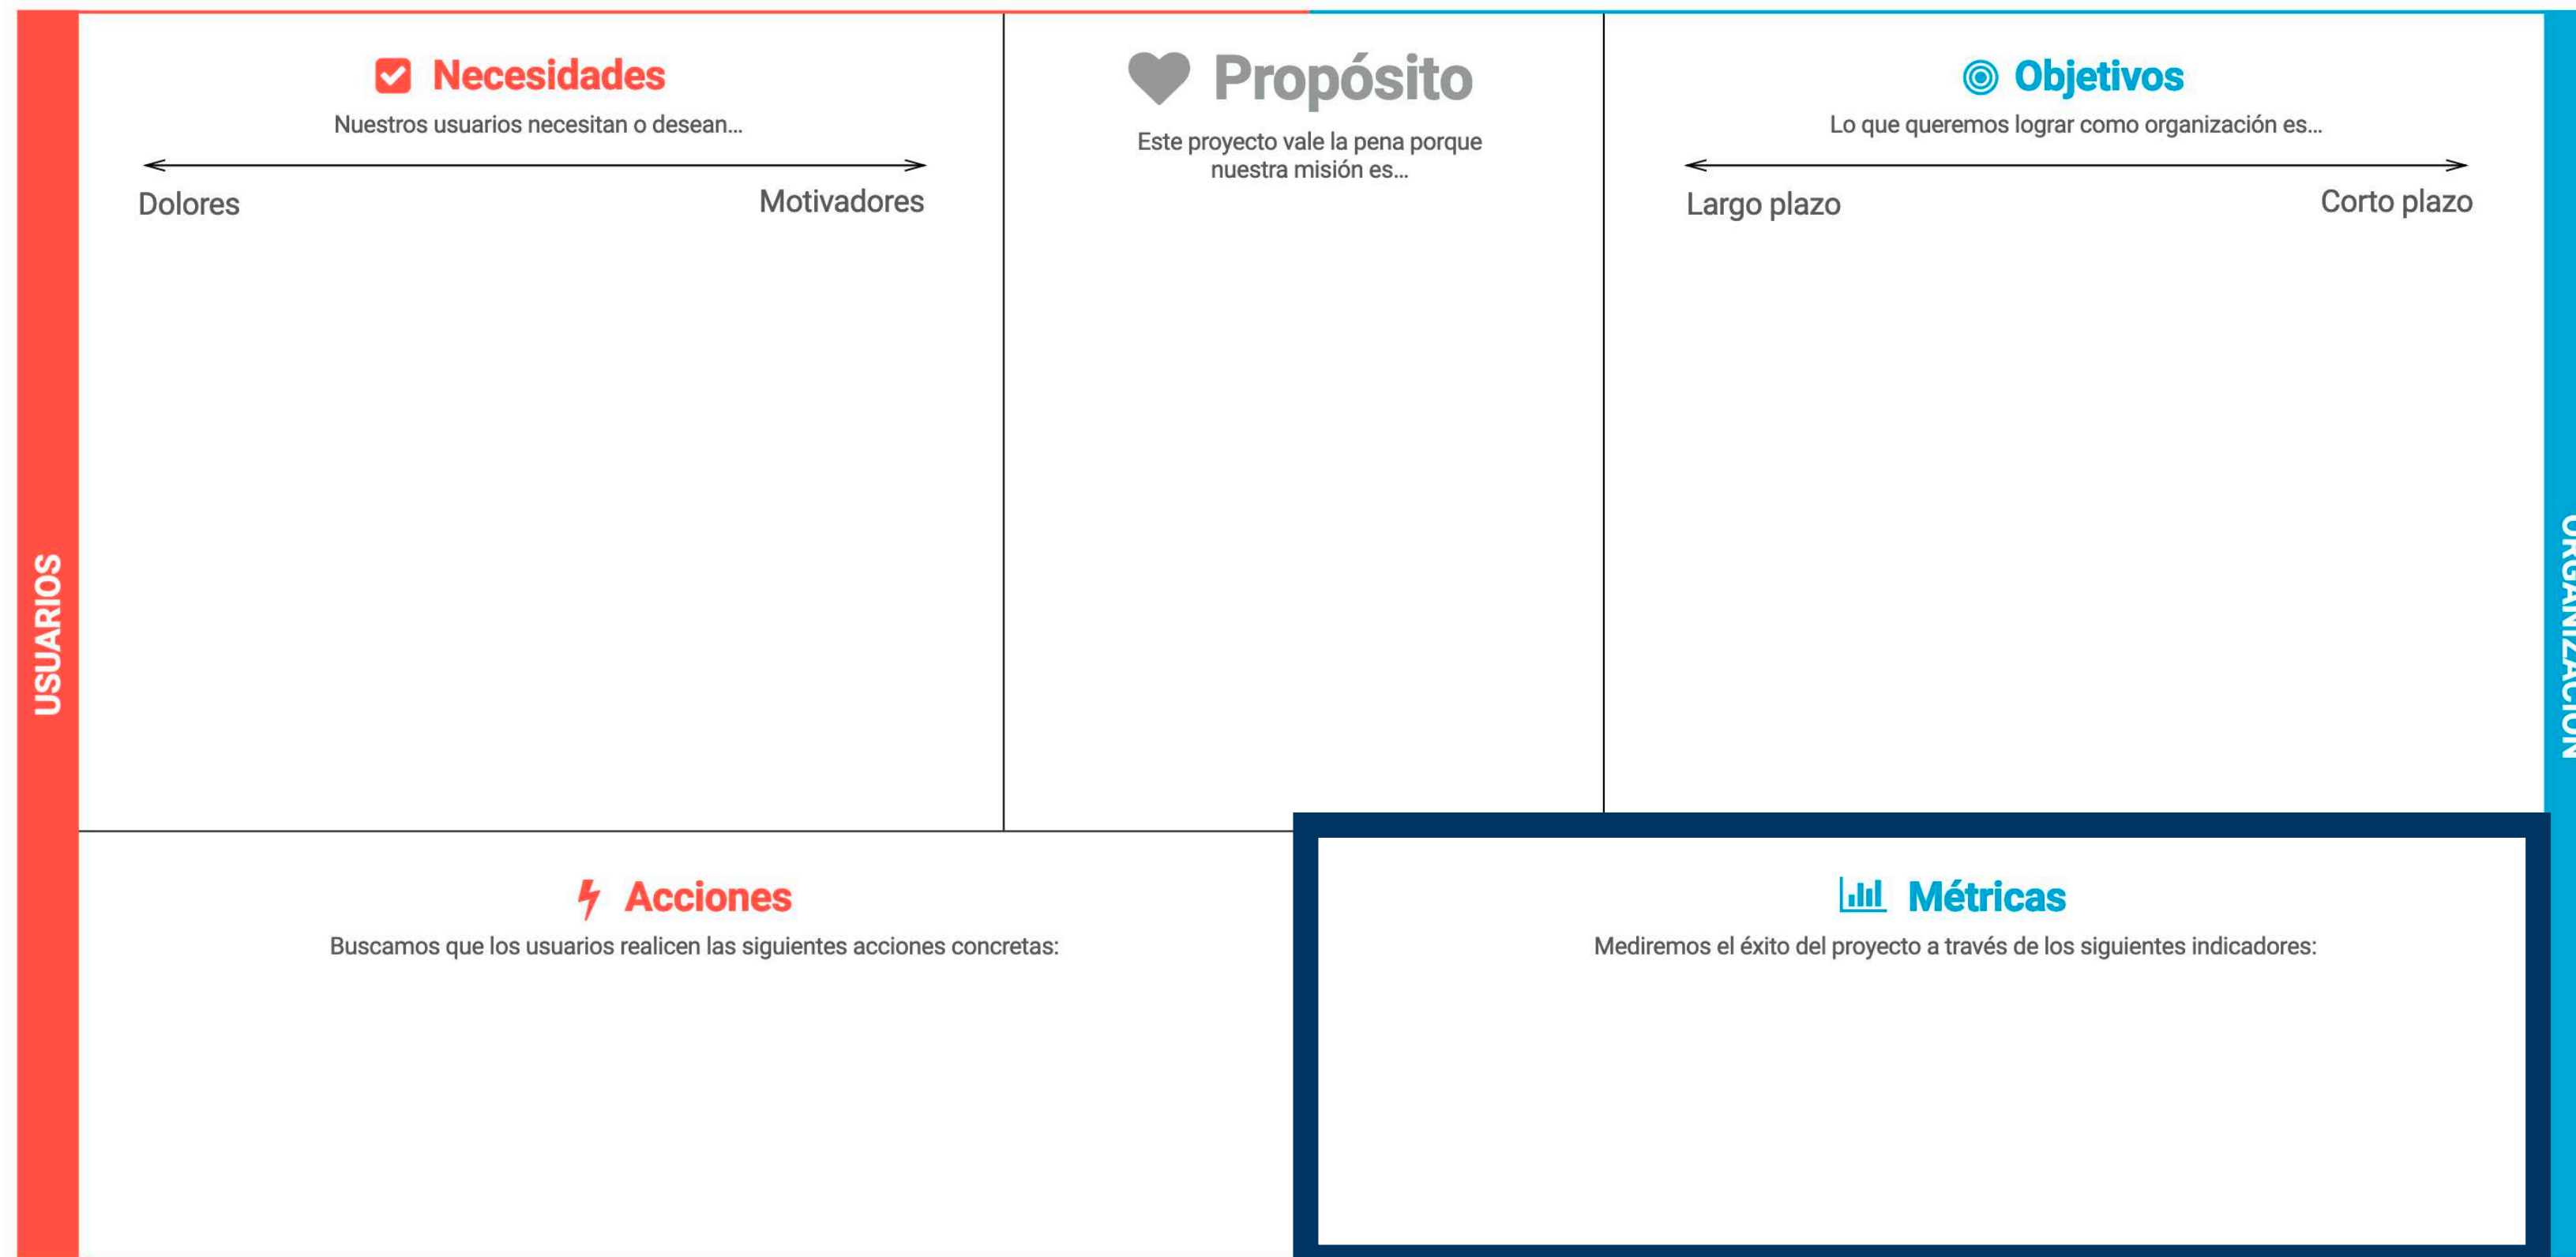 Necesidades
Nuestros usuarios necesitan o desean...
Dolores
Motivadores
Propósito
Este proyecto vale la pena porque
nuestra misión es...
Objetivos
Lo que queremos lograr como organización es...
Largo plazo
Corto plazo
USUARIOS
ORGANIZACIÓN
Acciones
Buscamos que los usuarios realicen las siguientes acciones concretas:
Métricas
Mediremos el éxito del proyecto a través de los siguientes indicadores: